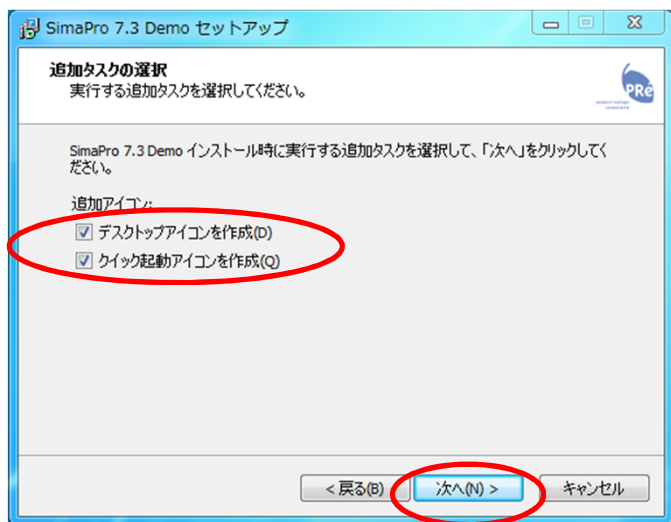 SimaPro 7.3 Demo セットアップ
追加タスクの選択
実行する追加タスクを選択してください。
PRé
SimaPro 7.3 Demo インストール時に実行する追加タスクを選択して、「次へ」をクリックしてく
ださい。
追加アイコン:
デスクトップアイコンを作成(D)
クイック起動アイコンを作成(Q)
< 戻る(B)
次へ(N) >
キャンセル